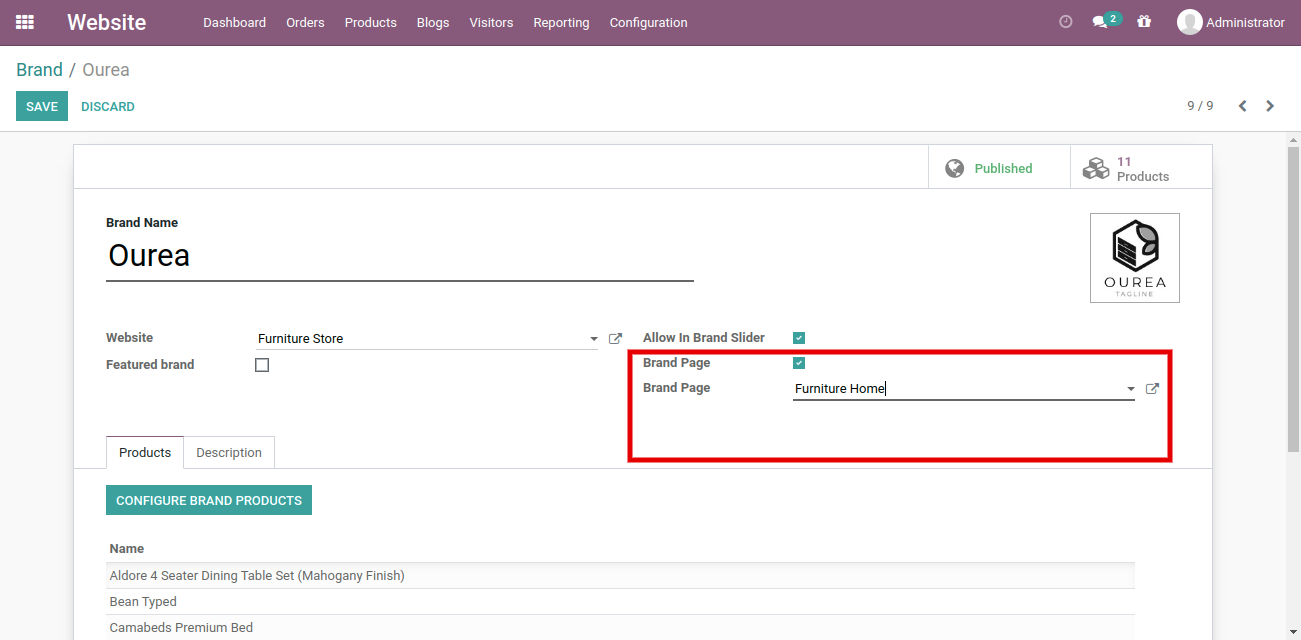 Website Dashboard Orders Products Blogs Visitors Reporting Configuration 2 Administrator
Brand / Ourea
SAVE DISCARD 9 / 9
Published
11
Products
Brand Name
Ourea
OUREA
TAGLINE
Website Furniture Store Allow In Brand Slider
Featured brand Brand Page
Brand Page Furniture Home
Products Description
CONFIGURE BRAND PRODUCTS
Name
Aldore 4 Seater Dining Table Set (Mahogany Finish)
Bean Typed
Camabeds Premium Bed